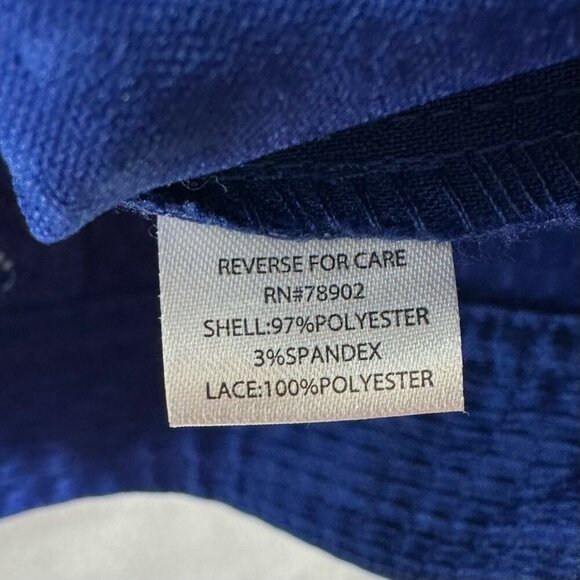 REVERSE FOR CARE
RN#78902
SHELL:97%POLYESTER
3%SPANDEX
LACE:100%POLYESTER